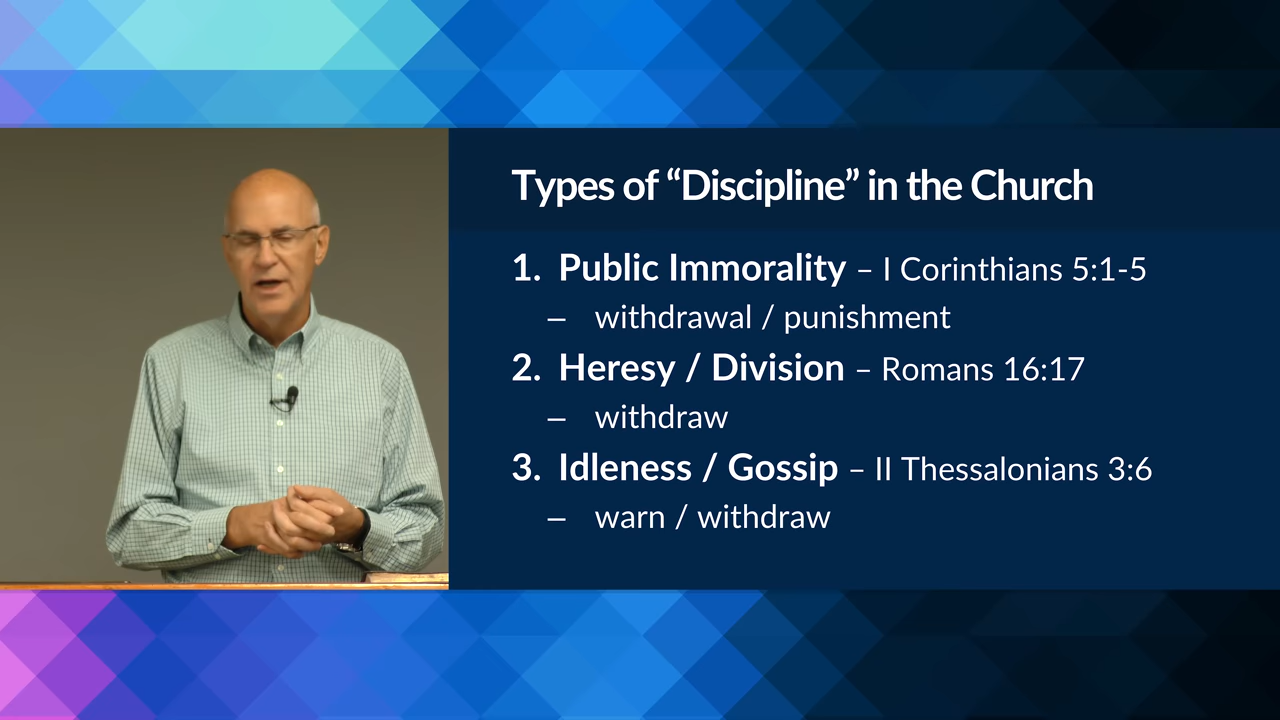 Types of “Discipline” in the Church
1. Public Immorality – I Corinthians 5:1-5
– withdrawal / punishment
2. Heresy / Division – Romans 16:17
– withdraw
3. Idleness / Gossip – II Thessalonians 3:6
– warn / withdraw